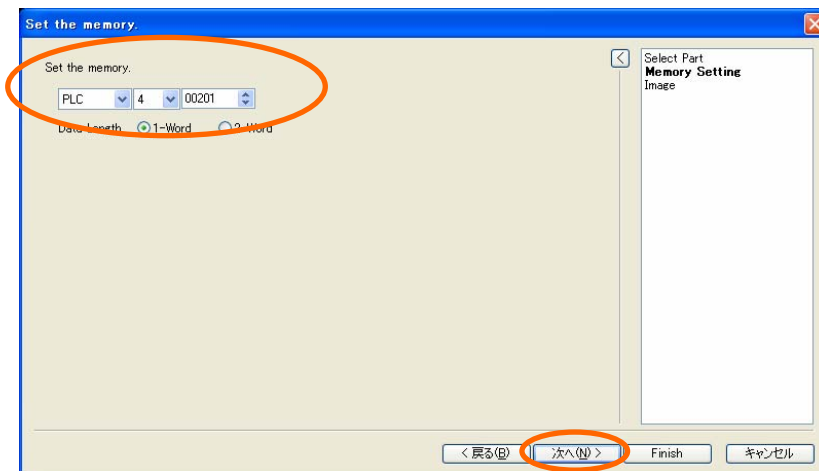 Set the memory.
Set the memory.
PLC 4 00201
Data Length 1-Word 2-Word
<
Select Part
Memory Setting
Image
< 戻る(B) 次へ(N) > Finish キャンセル